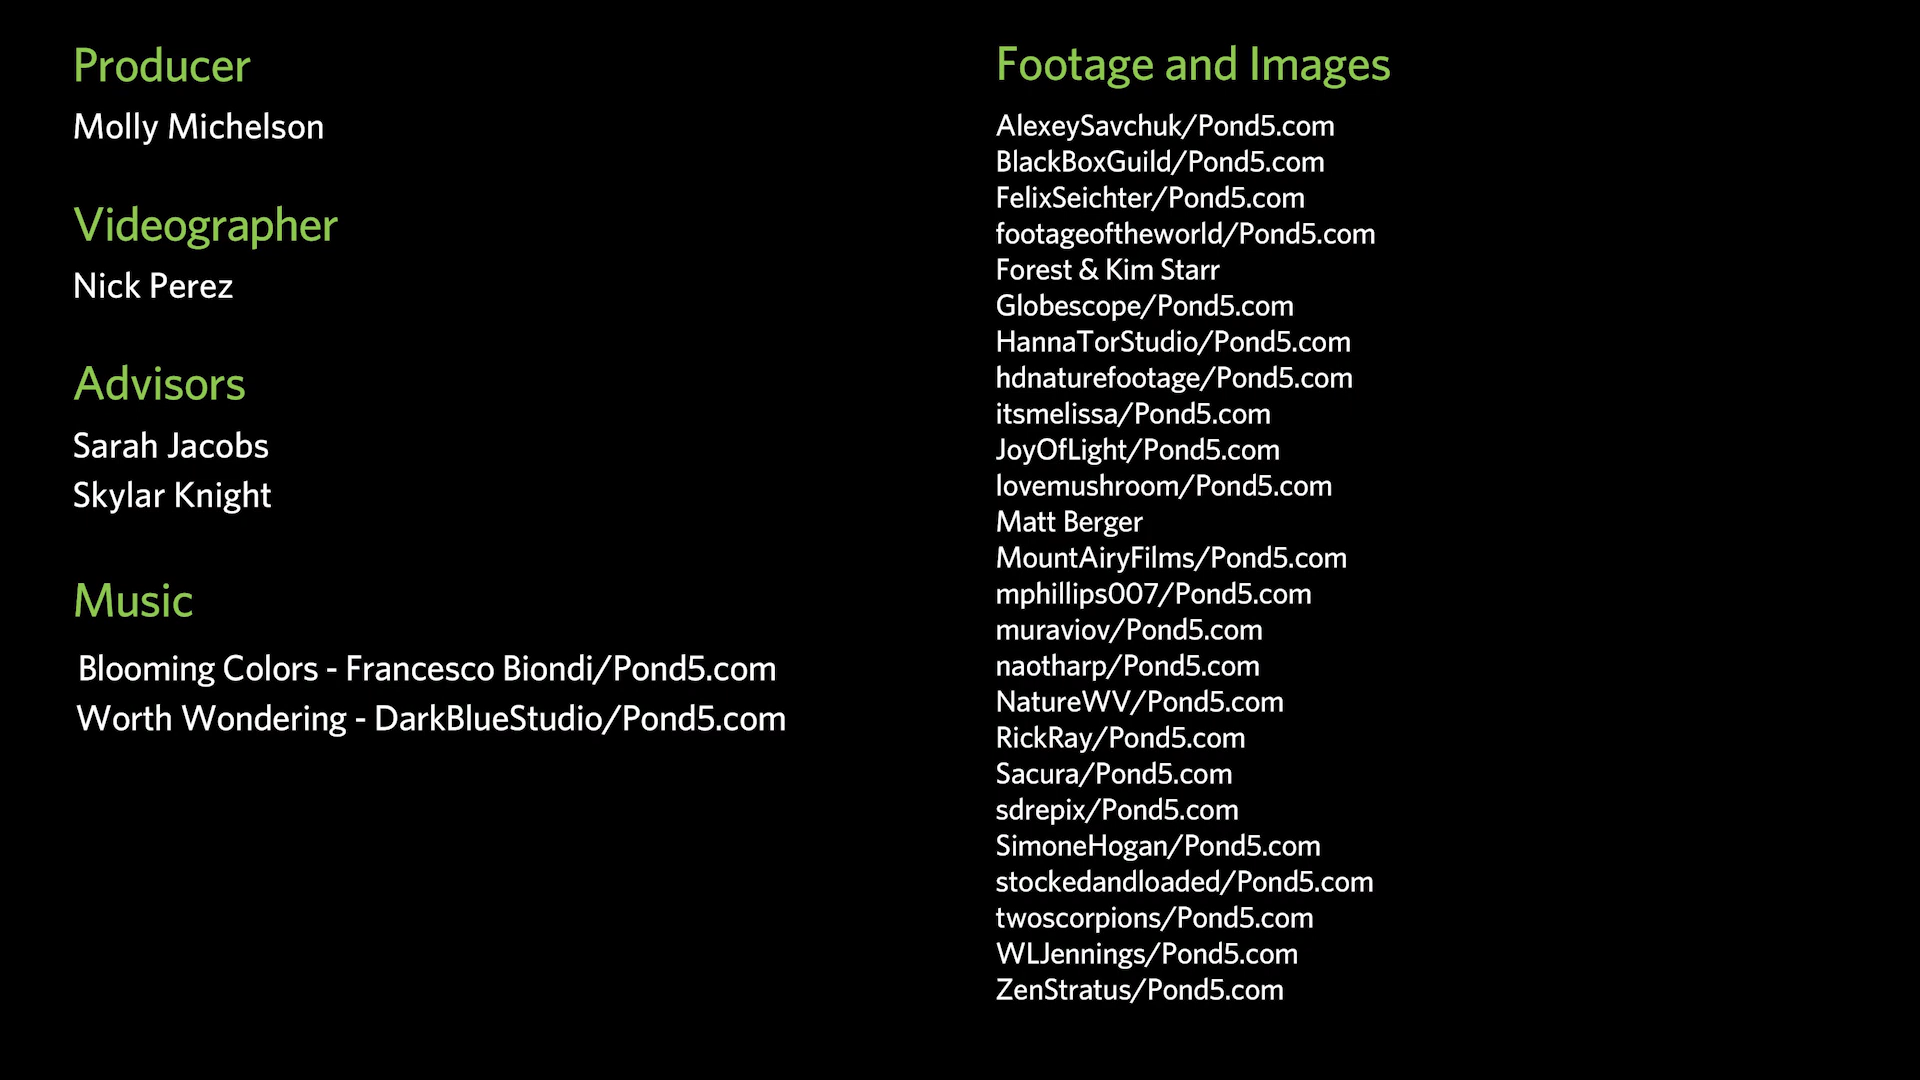 Producer
Molly Michelson
Videographer
Nick Perez
Advisors
Sarah Jacobs
Skylar Knight
Music
Blooming Colors - Francesco Biondi/Pond5.com
Worth Wondering - DarkBlueStudio/Pond5.com
Footage and Images
AlexeySavchuk/Pond5.com
BlackBoxGuild/Pond5.com
FelixSeichter/Pond5.com
footageoftheworld/Pond5.com
Forest & Kim Starr
Globescope/Pond5.com
HannaTorStudio/Pond5.com
hdnaturefootage/Pond5.com
itsmelissa/Pond5.com
JoyOfLight/Pond5.com
lovemushroom/Pond5.com
Matt Berger
MountAiryFilms/Pond5.com
mphillips007/Pond5.com
muraviov/Pond5.com
naotharp/Pond5.com
NatureWV/Pond5.com
RickRay/Pond5.com
Sacura/Pond5.com
sdrepix/Pond5.com
SimoneHogan/Pond5.com
stockedandloaded/Pond5.com
twoscorpions/Pond5.com
WLJennings/Pond5.com
ZenStratus/Pond5.com